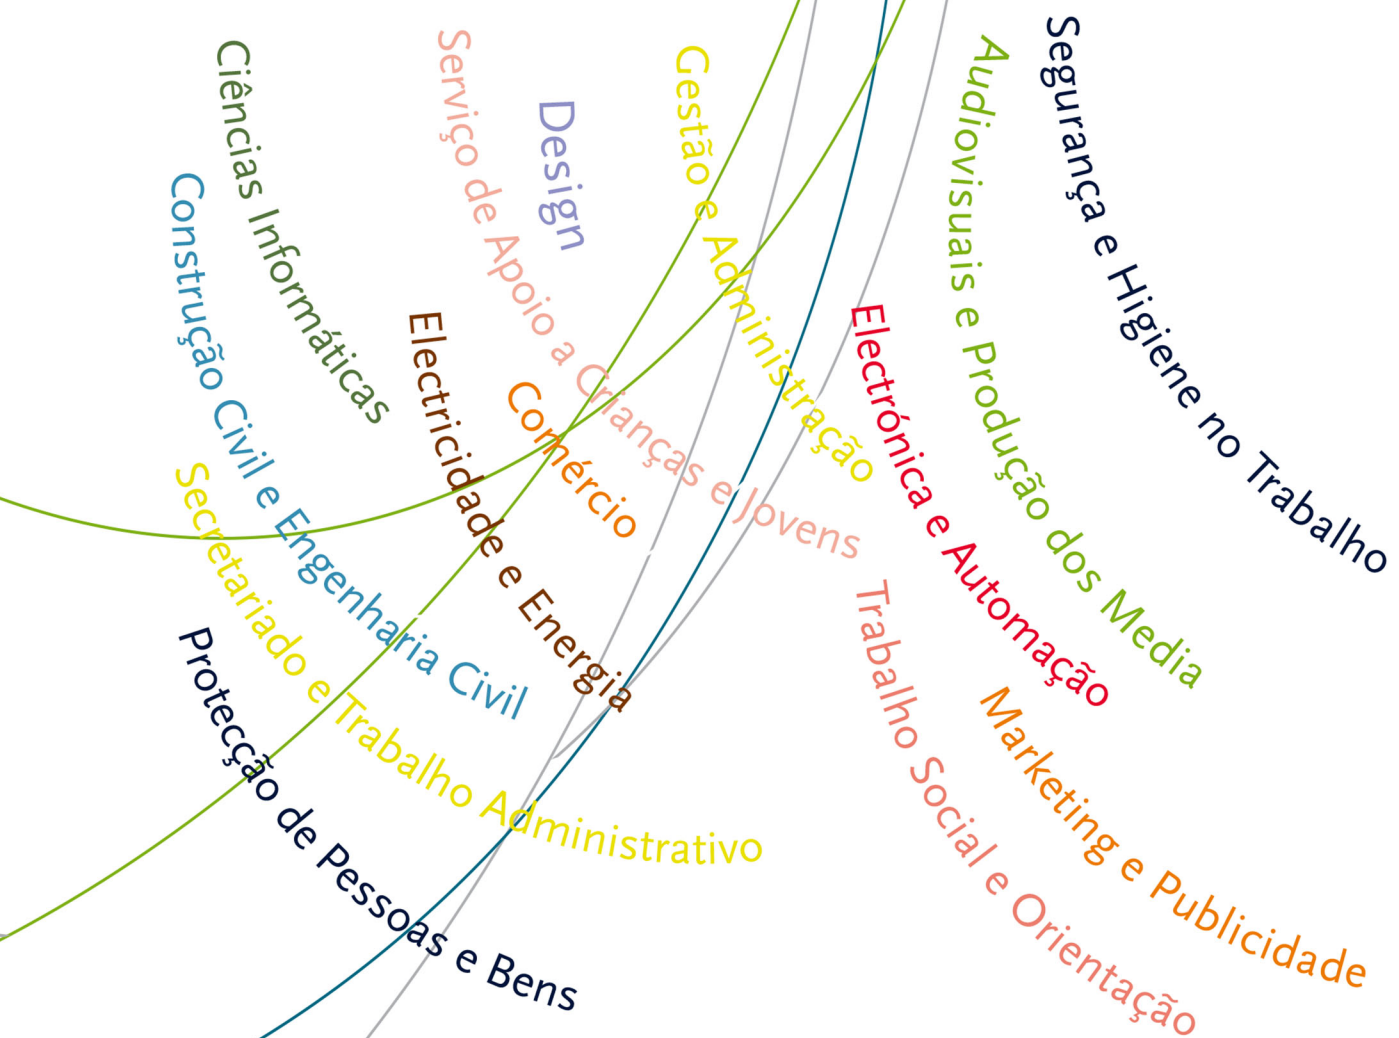 Ciências Informáticas
Construção Civil e Engenharia Civil
Secretariado e Trabalho Administrativo
Protecção de Pessoas e Bens
Serviço de Apoio a Crianças e Jovens
Design
Electricidade e Energia
Comércio
Gestão e Administração
Electrónica e Automação
Audiovisuais e Produção dos Media
Segurança e Higiene no Trabalho
Trabalho Social e Orientação
Marketing e Publicidade